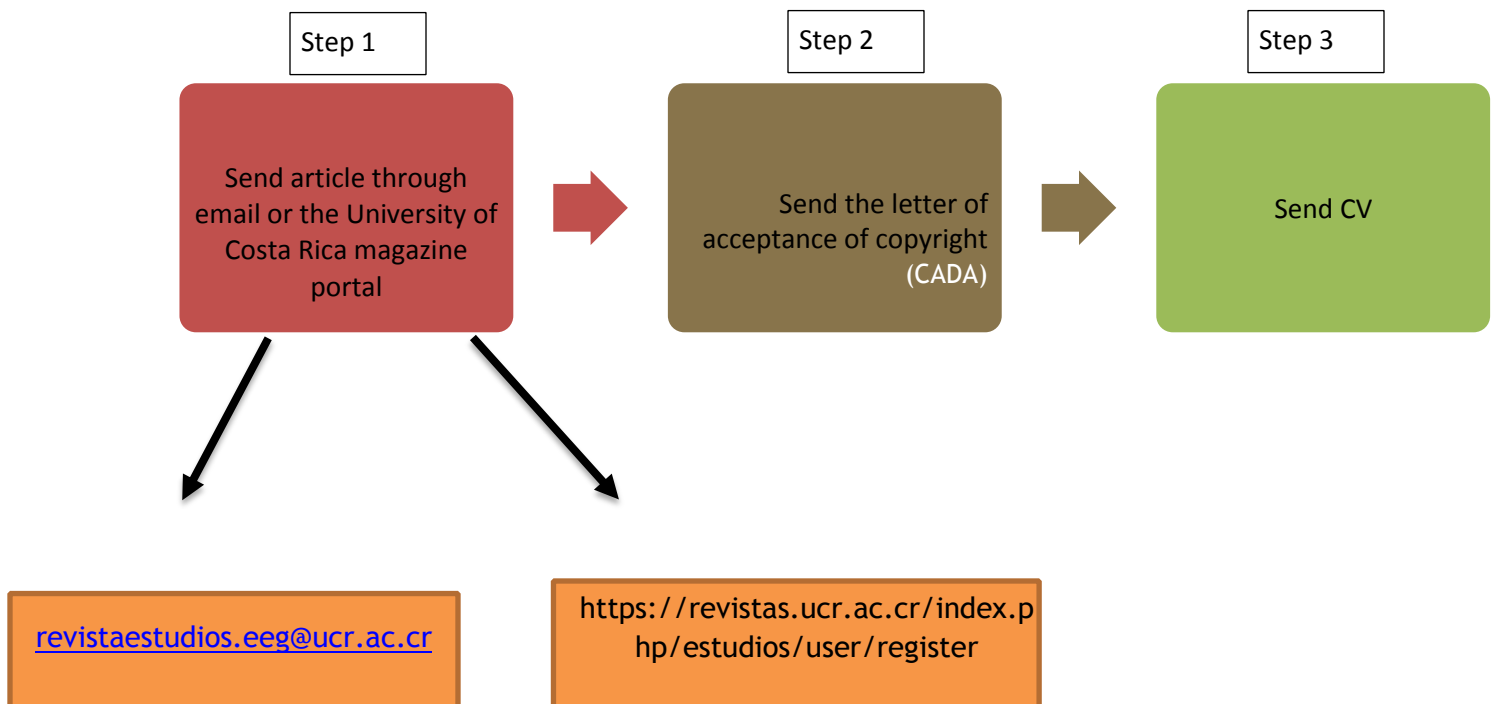 Step 1
Step 2
Step 3
Send article through
email or the University of
Costa Rica magazine
portal
Send the letter of
acceptance of copyright
(CADA)
Send CV
revistaestudios.eeg@ucr.ac.cr
https://revistas.ucr.ac.cr/index.p
hp/estudios/user/register